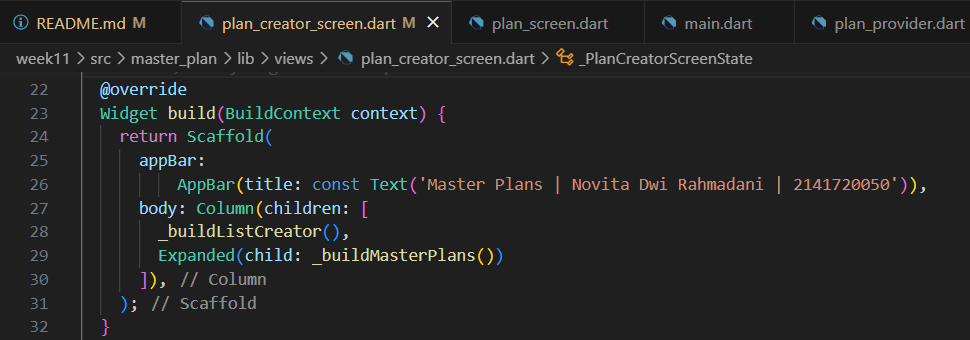 README.md M plan_creator_screen.dart M plan_screen.dart main.dart plan_provider.dart
week11 > src > master_plan > lib > views > plan_creator_screen.dart > _PlanCreatorScreenState
22 @override
23 Widget build(BuildContext context) {
24 return Scaffold(
25 appBar:
26 AppBar(title: const Text('Master Plans | Novita Dwi Rahmadani | 2141720050')),
27 body: Column(children: [
28 _buildListCreator(),
29 Expanded(child: _buildMasterPlans())
30 ]), // Column
31 ); // Scaffold
32 }